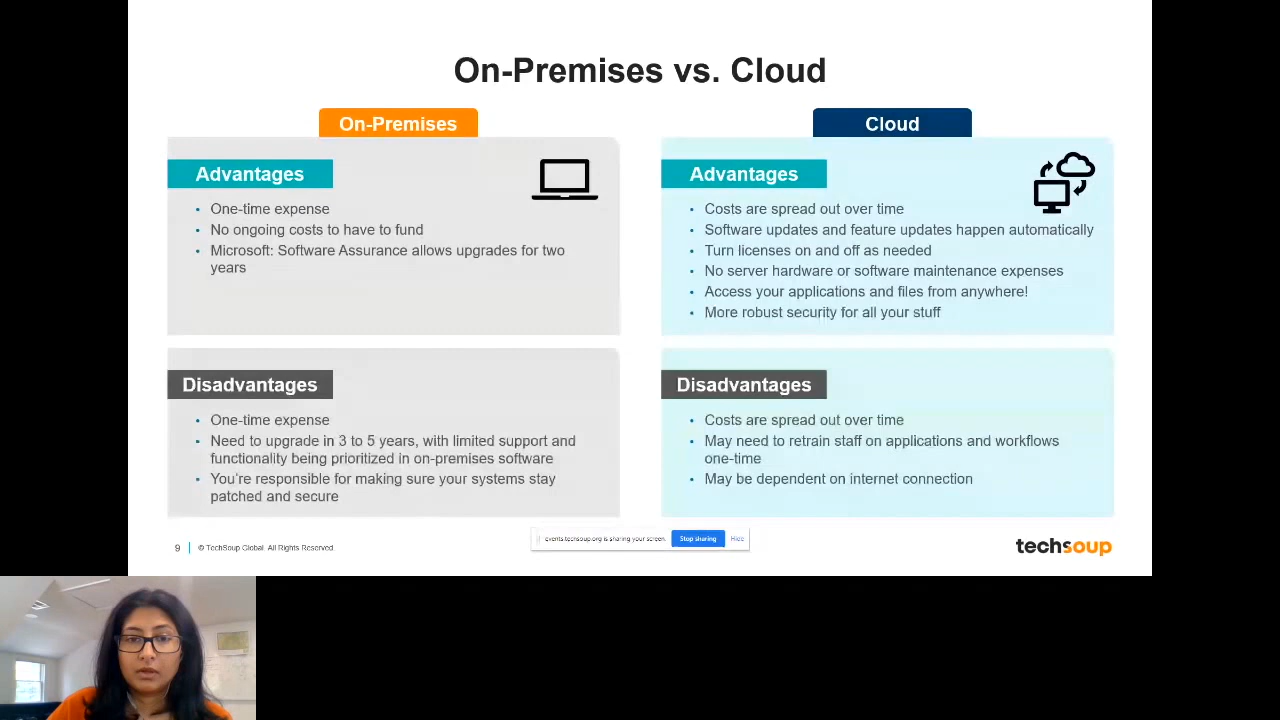 On-Premises vs. Cloud
On-Premises
Advantages
• One-time expense
• No ongoing costs to have to fund
• Microsoft: Software Assurance allows upgrades for two
years
Disadvantages
• One-time expense
• Need to upgrade in 3 to 5 years, with limited support and
functionality being prioritized in on-premises software
• You're responsible for making sure your systems stay
patched and secure
Cloud
Advantages
• Costs are spread out over time
• Software updates and feature updates happen automatically
• Turn licenses on and off as needed
• No server hardware or software maintenance expenses
• Access your applications and files from anywhere!
• More robust security for all your stuff
Disadvantages
• Costs are spread out over time
• May need to retrain staff on applications and workflows
one-time
• May be dependent on internet connection
9 © TechSoup Global. All Rights Reserved
events.techsoup.org is sharing your screen. Stop sharing Hide
techsoup